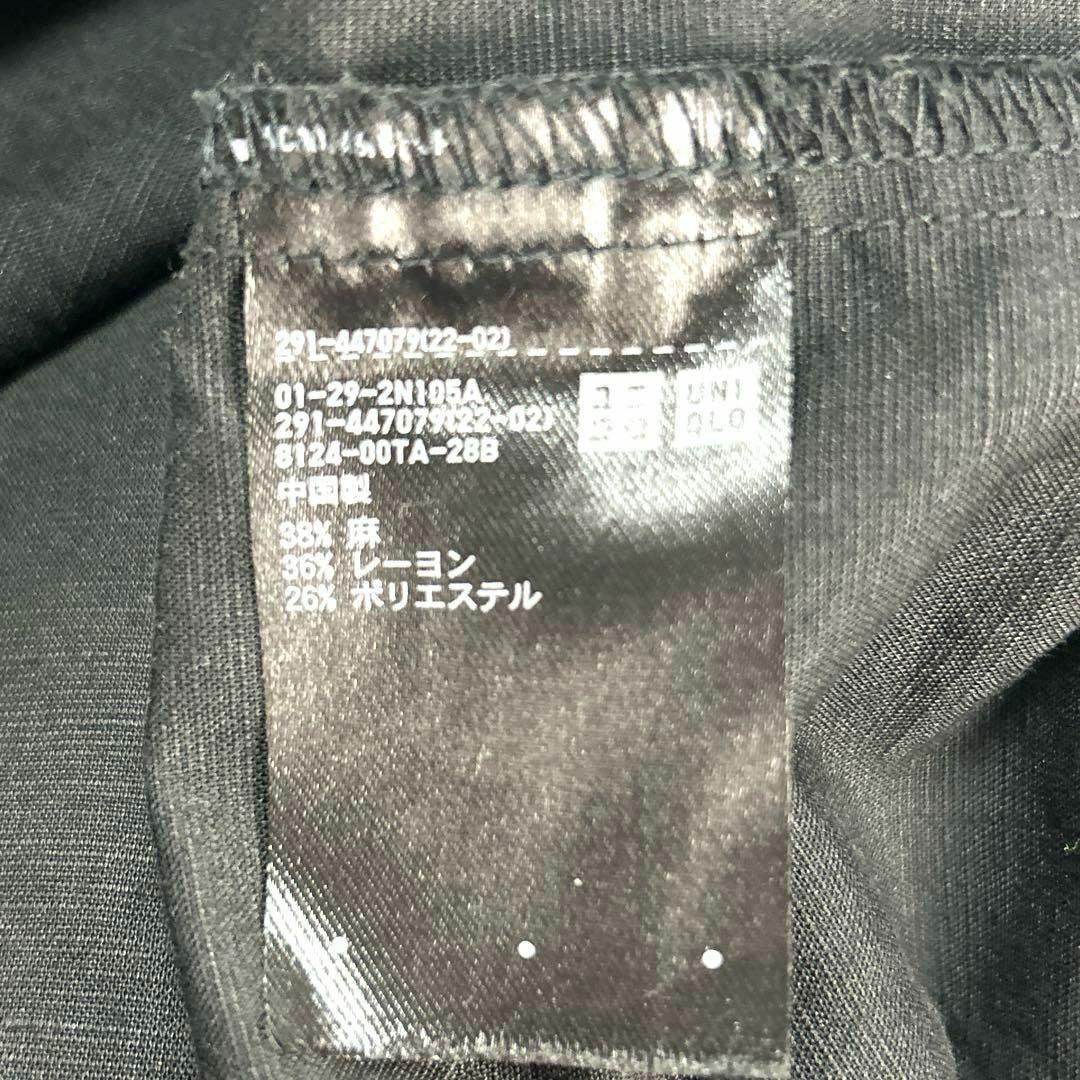 291-447079(22-02)
01-29-2N105A
291-447079(22-02)
8124-00TA-28B
中国製
38% 麻
36% レーヨン
26% ポリエステル
ユニ
クロ
UNI
QLO